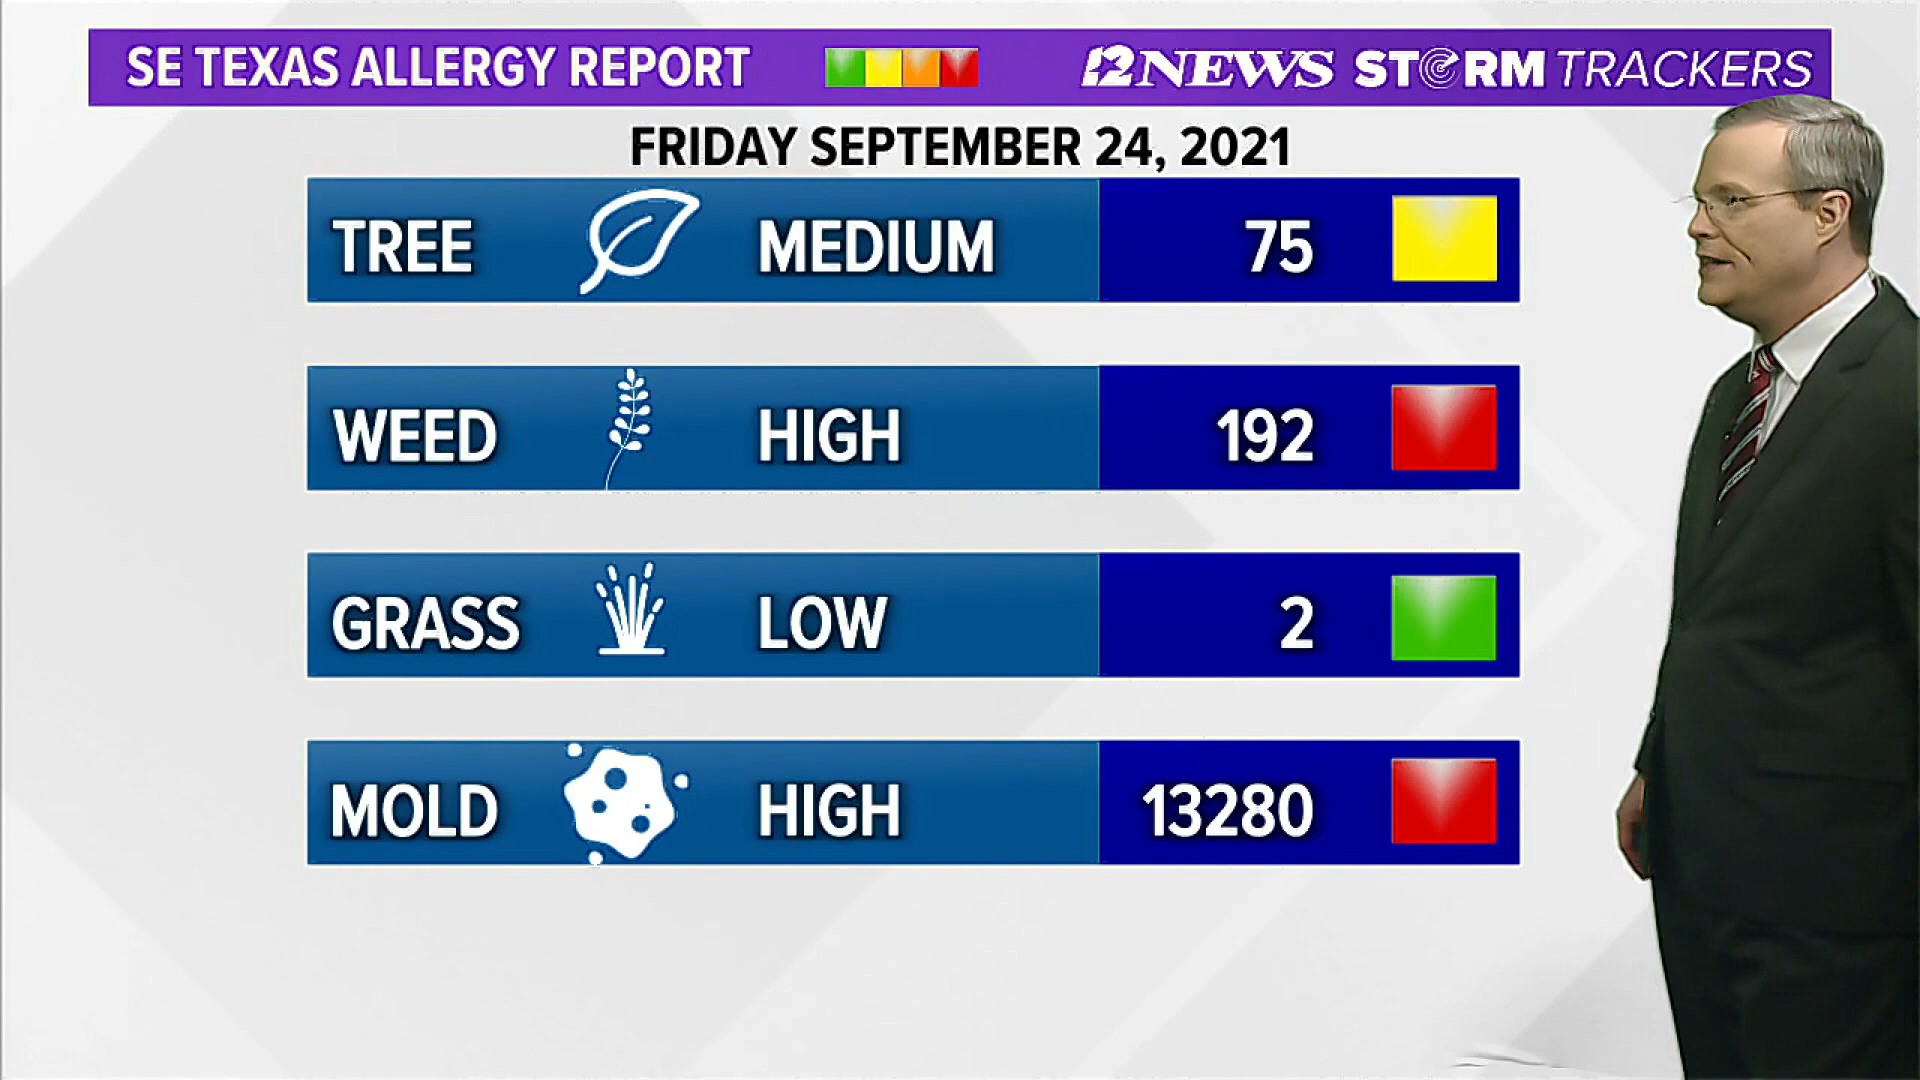 SE TEXAS ALLERGY REPORT
12NEWS STORM TRACKERS
FRIDAY SEPTEMBER 24, 2021
TREE MEDIUM 75
WEED HIGH 192
GRASS LOW 2
MOLD HIGH 13280